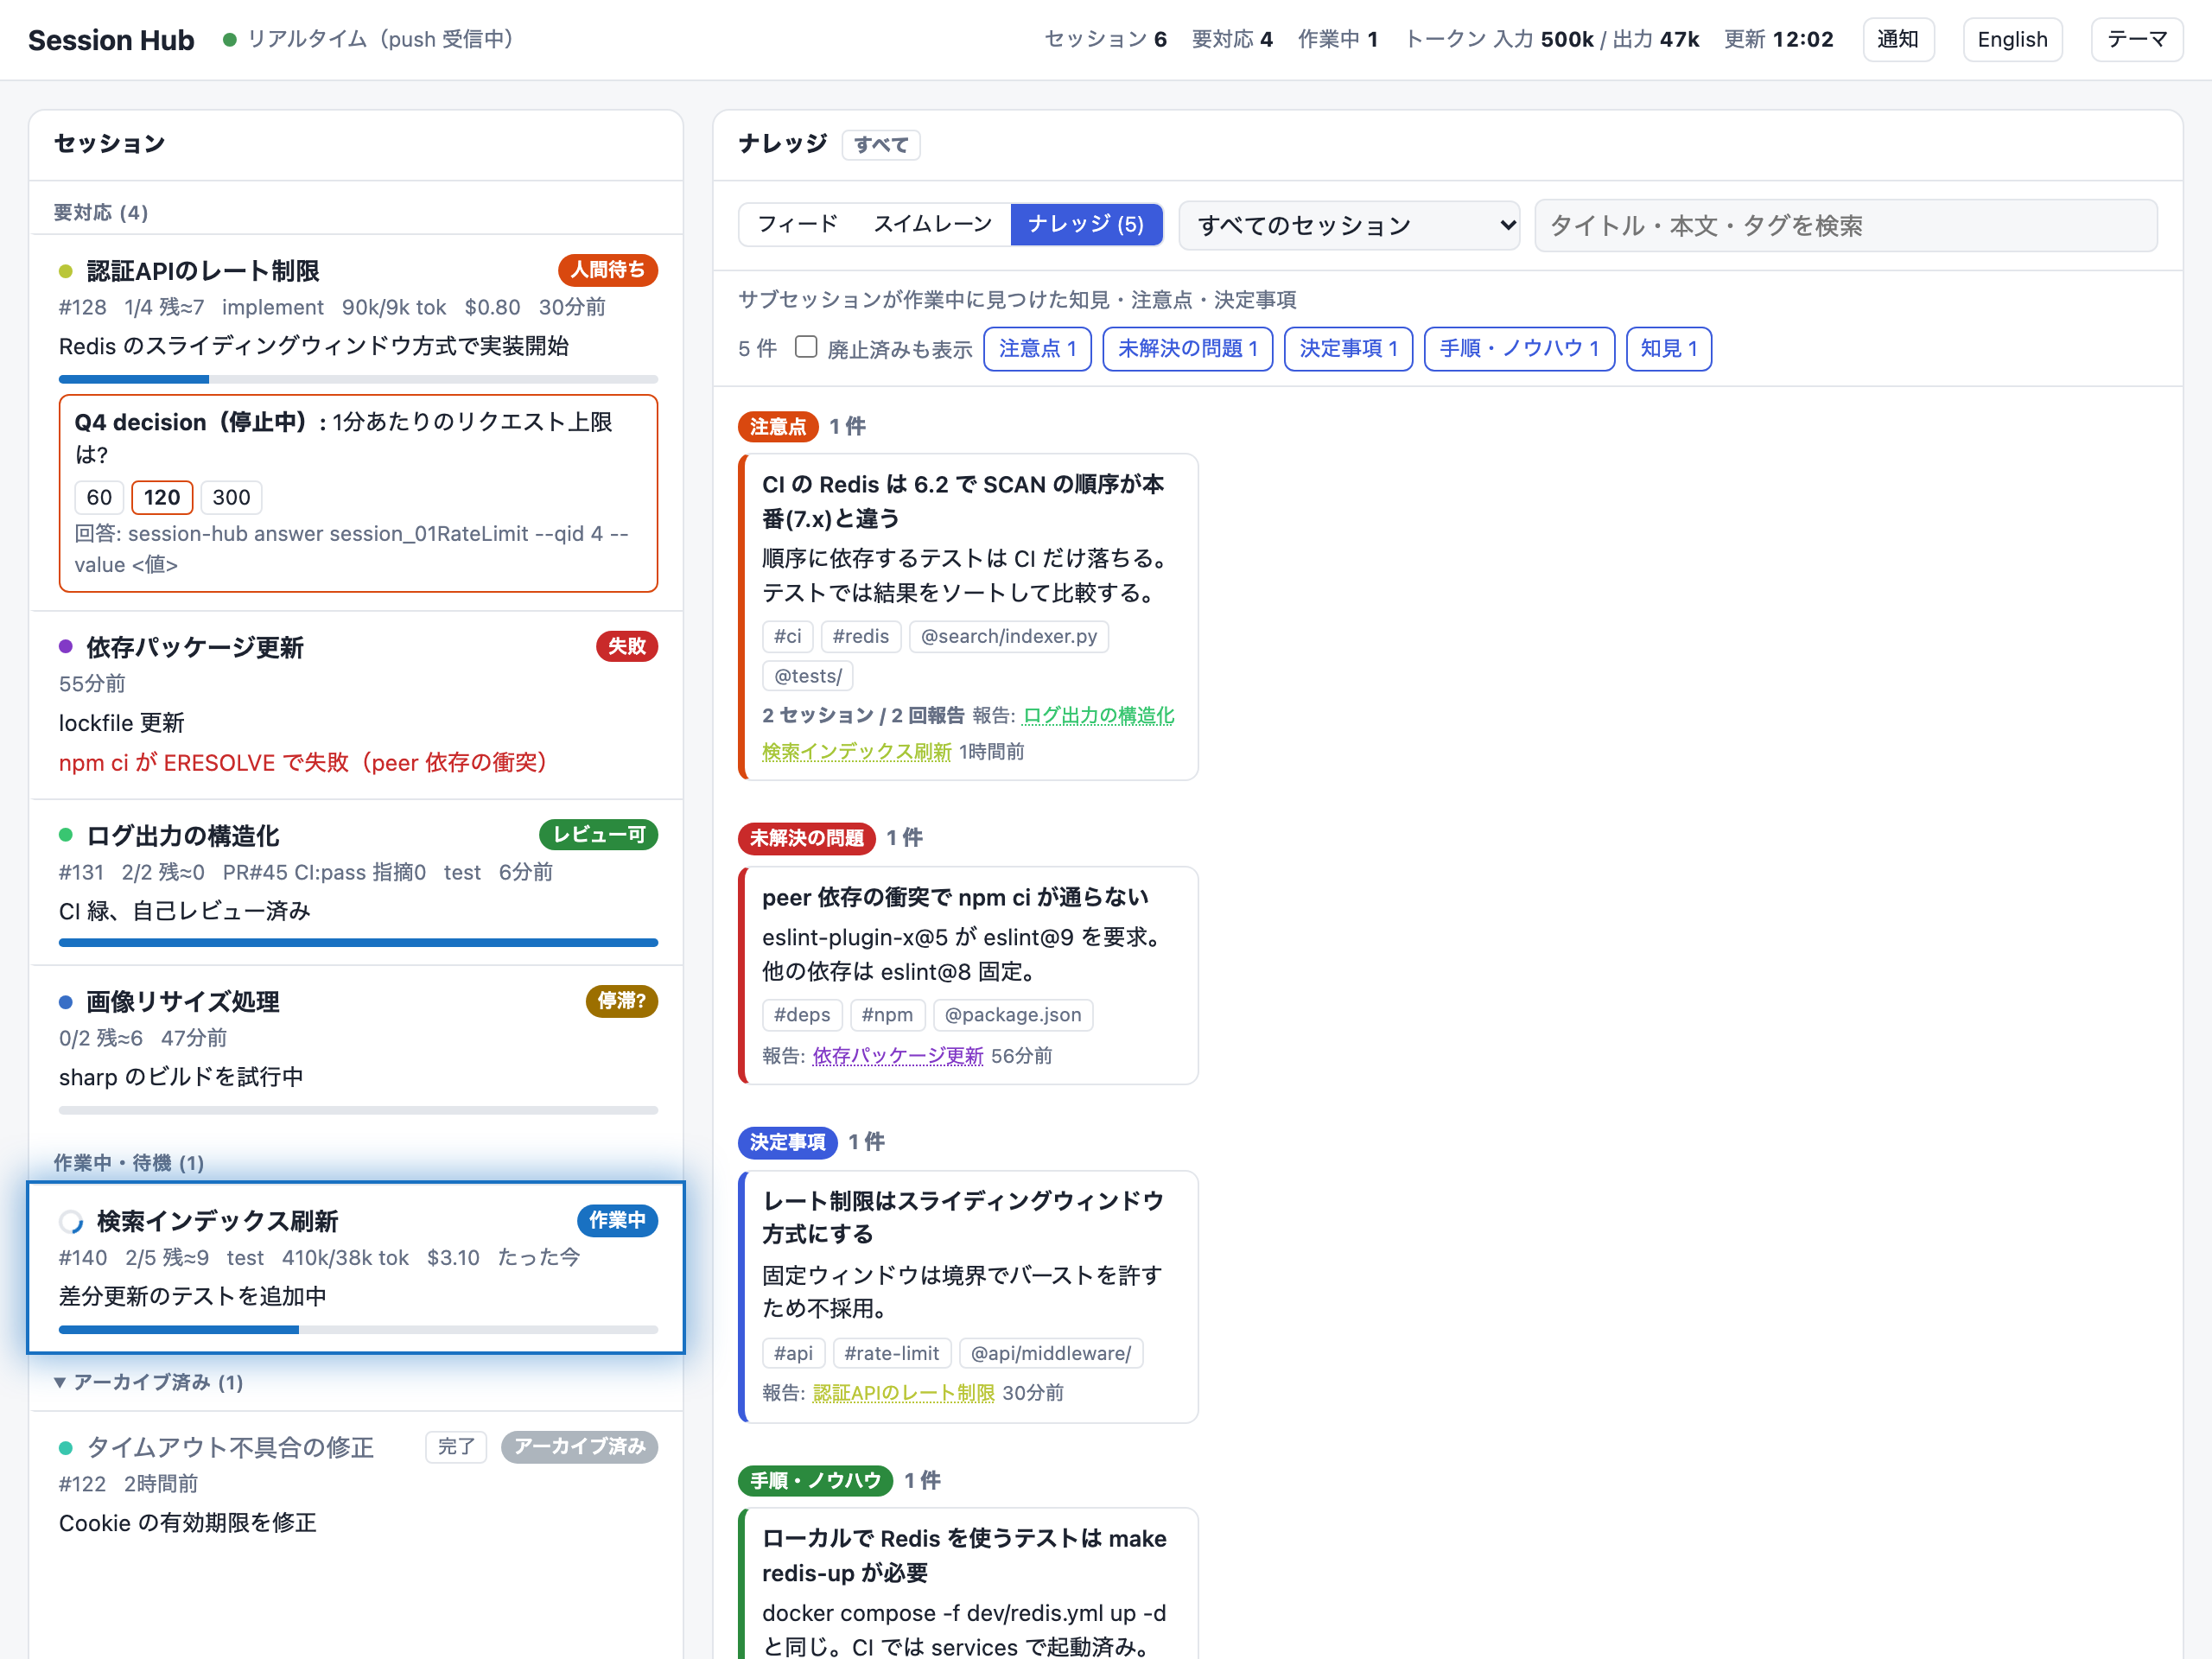 Session Hub
リアルタイム（push 受信中）
セッション 6 要対応 4 作業中 1 トークン 入力 500k / 出力 47k 更新 12:02
通知
English
テーマ
セッション
要対応 (4)
認証APIのレート制限 人間待ち
#128 1/4 残≈7 implement 90k/9k tok $0.80 30分前
Redis のスライディングウィンドウ方式で実装開始
Q4 decision（停止中）: 1分あたりのリクエスト上限
は?
60 120 300
回答: session-hub answer session_01RateLimit --qid 4 --
value <値>
依存パッケージ更新 失敗
55分前
lockfile 更新
npm ci が ERESOLVE で失敗（peer 依存の衝突）
ログ出力の構造化 レビュー可
#131 2/2 残≈0 PR#45 CI:pass 指摘0 test 6分前
CI 緑、自己レビュー済み
画像リサイズ処理 停滞?
0/2 残≈6 47分前
sharp のビルドを試行中
作業中・待機 (1)
検索インデックス刷新 作業中
#140 2/5 残≈9 test 410k/38k tok $3.10 たった今
差分更新のテストを追加中
▼ アーカイブ済み (1)
タイムアウト不具合の修正 完了 アーカイブ済み
#122 2時間前
Cookie の有効期限を修正
ナレッジ すべて
フィード スイムレーン ナレッジ (5) すべてのセッション タイトル・本文・タグを検索
サブセッションが作業中に見つけた知見・注意点・決定事項
5 件 廃止済みも表示 注意点 1 未解決の問題 1 決定事項 1 手順・ノウハウ 1 知見 1
注意点 1 件
CI の Redis は 6.2 で SCAN の順序が本
番(7.x)と違う
順序に依存するテストは CI だけ落ちる。
テストでは結果をソートして比較する。
#ci #redis @search/indexer.py
@tests/
2 セッション / 2 回報告 報告: ログ出力の構造化
検索インデックス刷新 1時間前
未解決の問題 1 件
peer 依存の衝突で npm ci が通らない
eslint-plugin-x@5 が eslint@9 を要求。
他の依存は eslint@8 固定。
#deps #npm @package.json
報告: 依存パッケージ更新 56分前
決定事項 1 件
レート制限はスライディングウィンドウ
方式にする
固定ウィンドウは境界でバーストを許す
ため不採用。
#api #rate-limit @api/middleware/
報告: 認証APIのレート制限 30分前
手順・ノウハウ 1 件
ローカルで Redis を使うテストは make
redis-up が必要
docker compose -f dev/redis.yml up -d
と同じ。CI では services で起動済み。